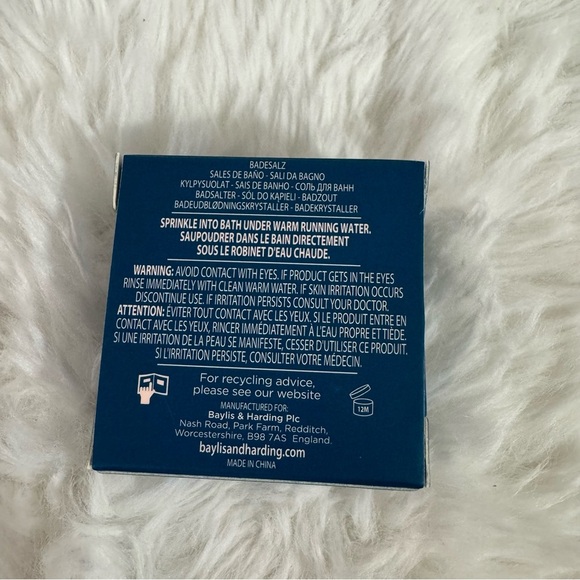 BADESALZ
SALES DE BAÑO - SALI DA BAGNO
KYLPYSUOLAT - SAIS DE BANHO - СОЛЬ ДЛЯ ВАНН
BADSALTER - SÓL DO KĄPIELI - BADZOUT
BADEUDBLØDNINGSKRYSTALLER - BADEKRYSTALLER
SPRINKLE INTO BATH UNDER WARM RUNNING WATER.
SAUPOUDRER DANS LE BAIN DIRECTEMENT
SOUS LE ROBINET D'EAU CHAUDE.
WARNING: AVOID CONTACT WITH EYES. IF PRODUCT GETS IN THE EYES
RINSE IMMEDIATELY WITH CLEAN WARM WATER. IF SKIN IRRITATION OCCURS
DISCONTINUE USE. IF IRRITATION PERSISTS CONSULT YOUR DOCTOR.
ATTENTION: ÉVITER TOUT CONTACT AVEC LES YEUX. SI LE PRODUIT ENTRE EN
CONTACT AVEC LES YEUX, RINCER IMMÉDIATEMENT À L'EAU PROPRE ET TIÈDE.
SI UNE IRRITATION DE LA PEAU SE MANIFESTE, CESSER D'UTILISER CE PRODUIT.
SI L'IRRITATION PERSISTE, CONSULTER VOTRE MÉDECIN.
For recycling advice,
please see our website
MANUFACTURED FOR:
Baylis & Harding Plc
Nash Road, Park Farm, Redditch,
Worcestershire, B98 7AS England.
baylisandharding.com
MADE IN CHINA
12M